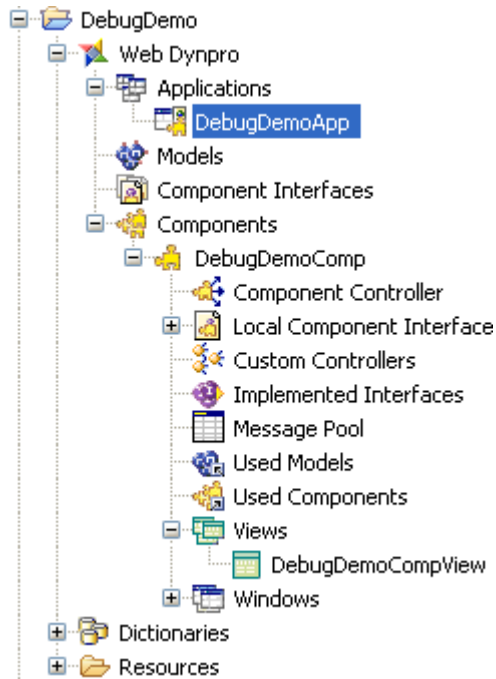 DebugDemo
Web Dynpro
Applications
DebugDemoApp
Models
Component Interfaces
Components
DebugDemoComp
Component Controller
Local Component Interface
Custom Controllers
Implemented Interfaces
Message Pool
Used Models
Used Components
Views
DebugDemoCompView
Windows
Dictionaries
Resources